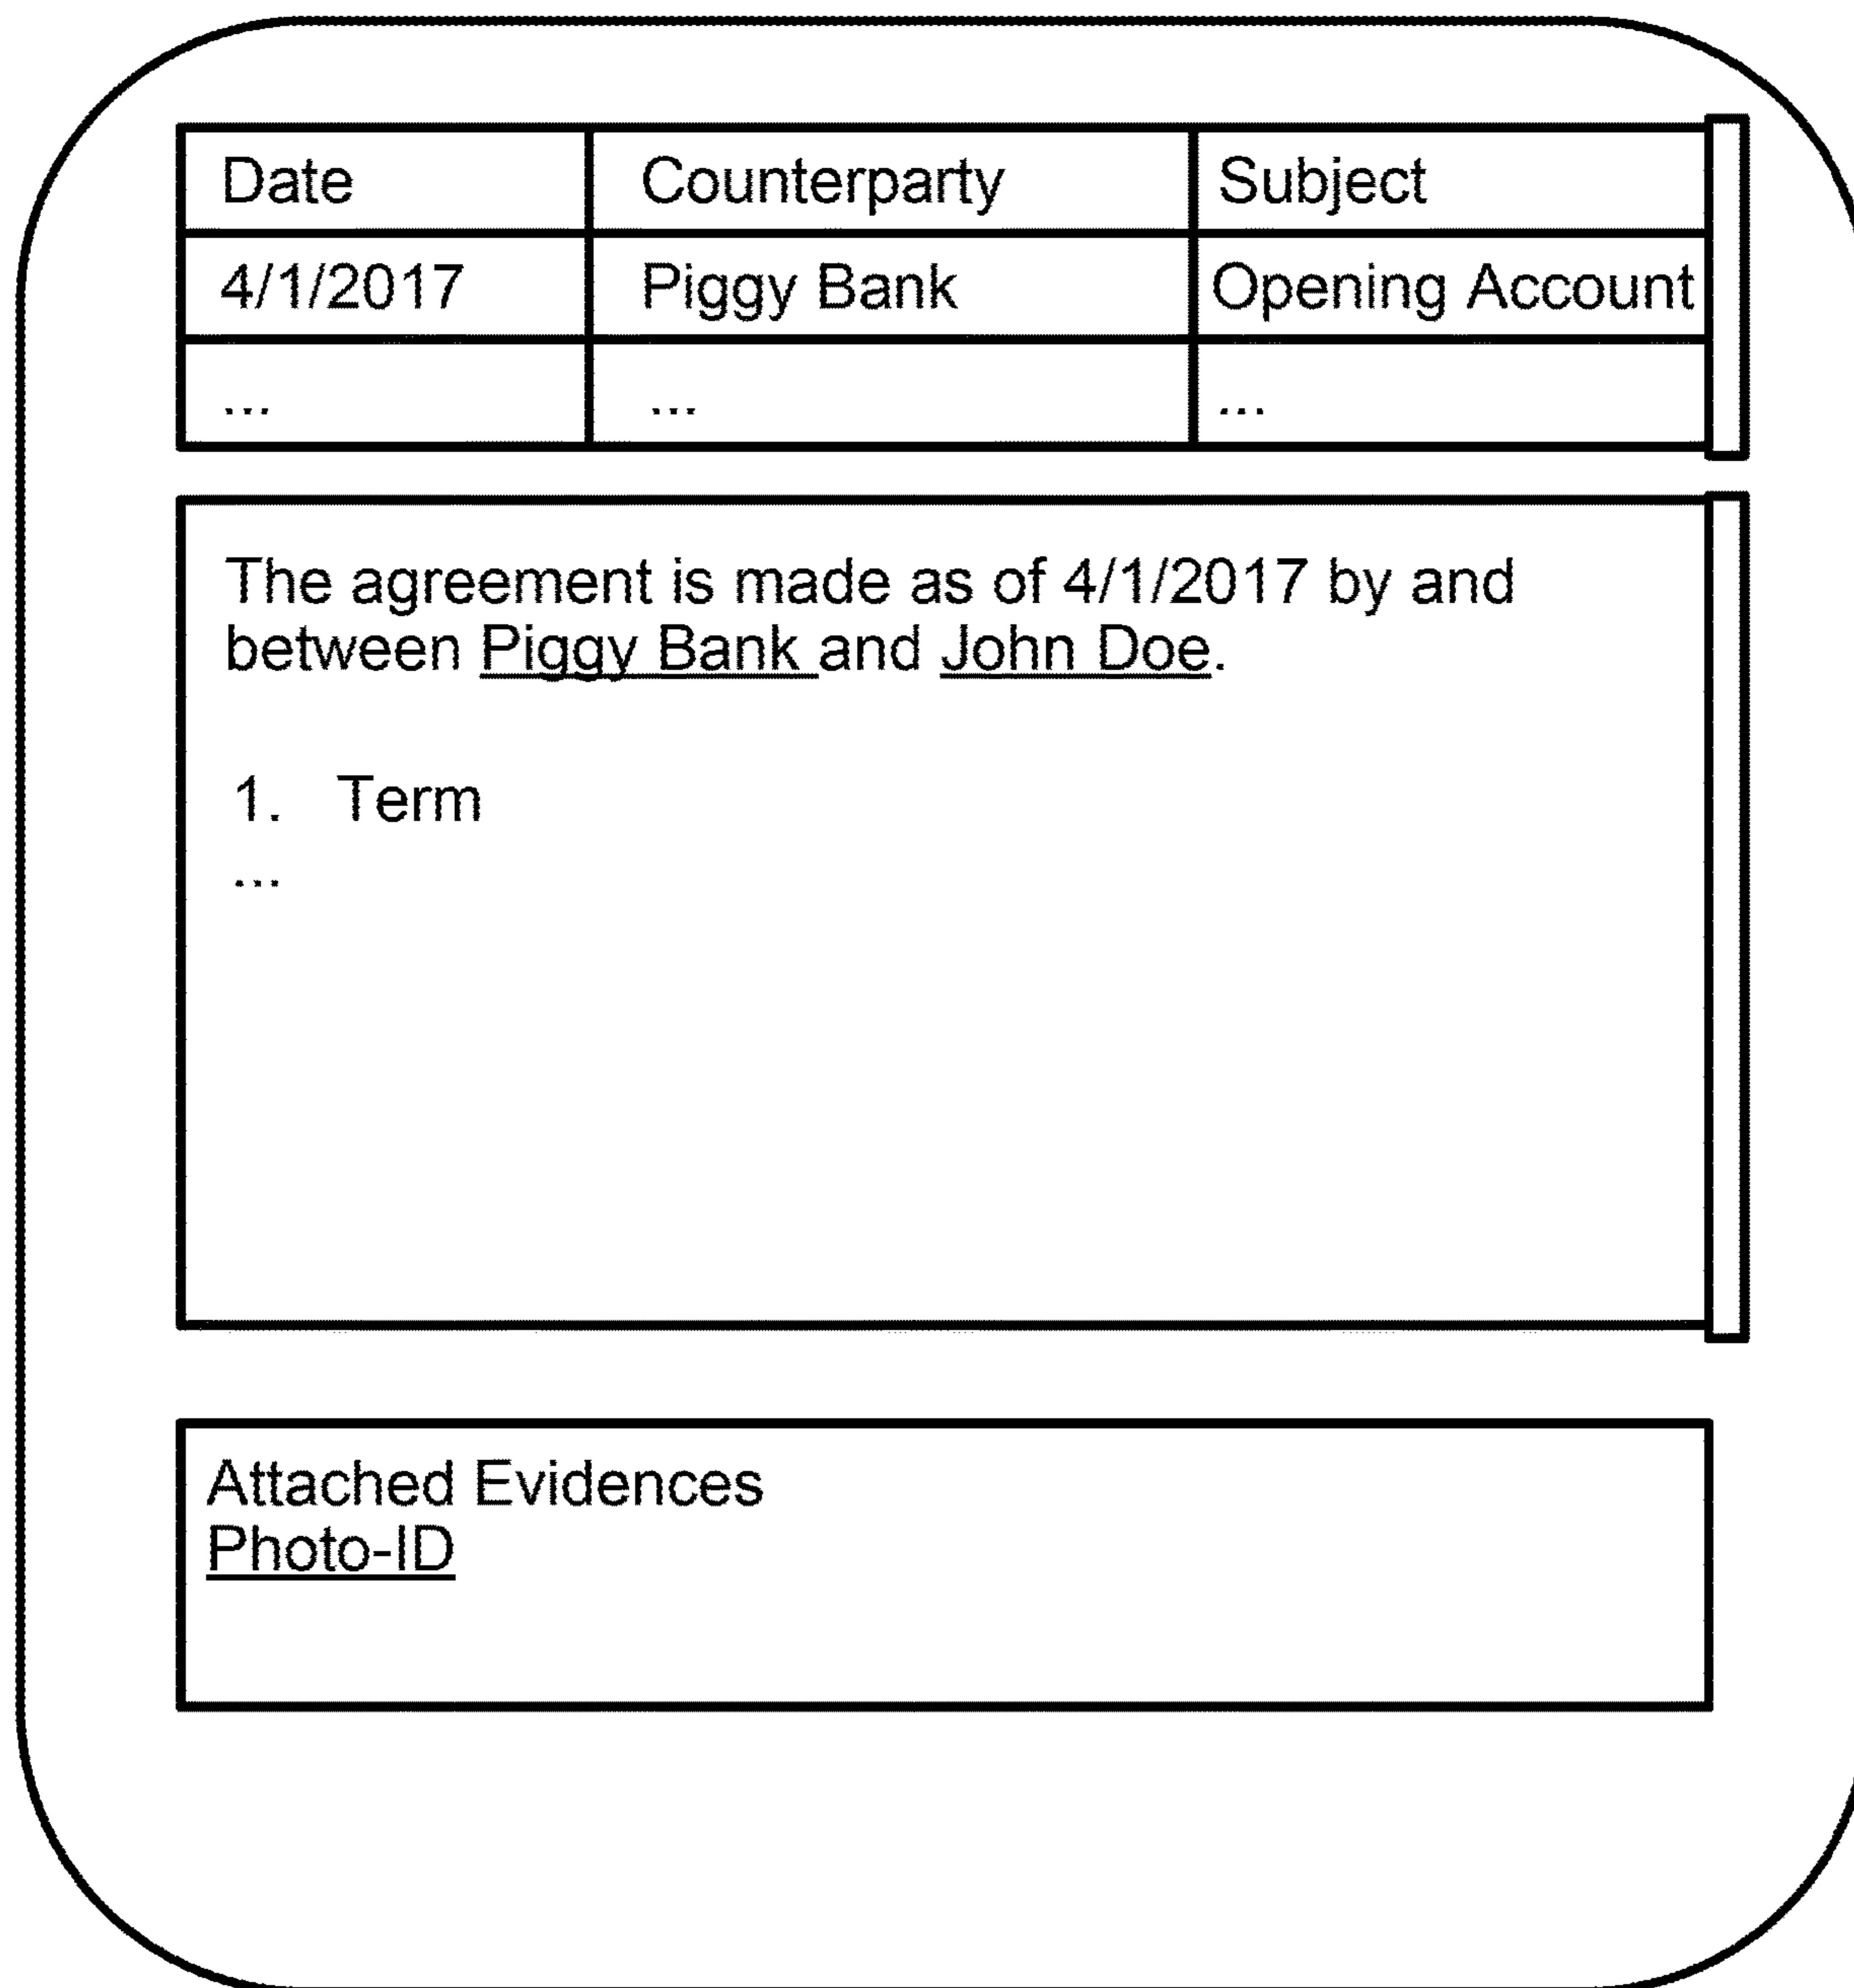 Date Counterparty Subject
4/1/2017 Piggy Bank Opening Account
... ... ...
The agreement is made as of 4/1/2017 by and
between Piggy Bank and John Doe.
1. Term
...
Attached Evidences
Photo-ID